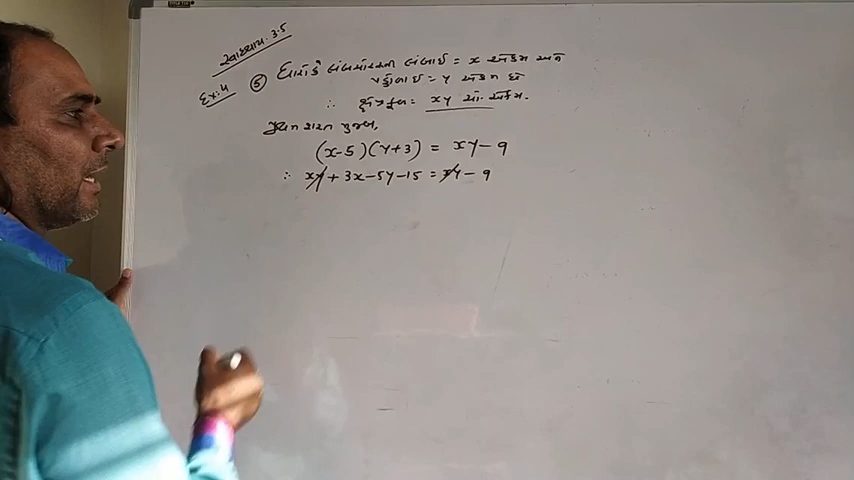 સ્વાધ્યાય. 3.5
Ex: 4 ⑤ ધારો કે લંબચોરસની લંબાઈ = x એકમ અને
પહોળાઈ = y એકમ છે
∴ ક્ષેત્રફળ = xy ચો. એકમ.
પ્રથમ શરત મુજબ,
(x-5)(y+3) = xy-9
∴ xy + 3x - 5y - 15 = xy - 9